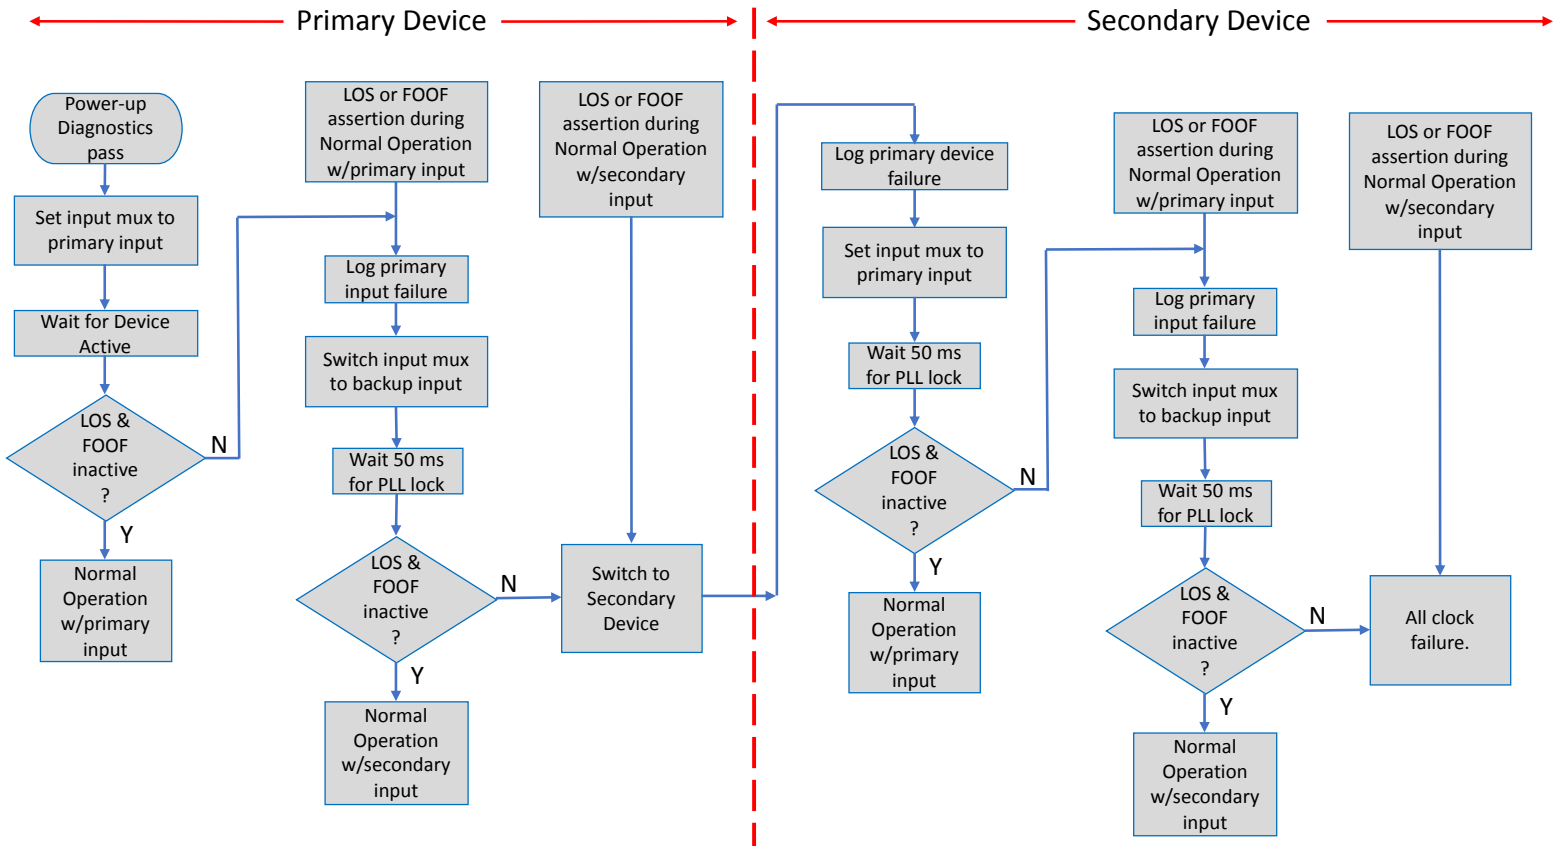 Primary Device
Secondary Device
Power-up
Diagnostics
pass
Set input mux to
primary input
Wait for Device
Active
LOS &
FOOF
inactive
?
N
Y
Normal
Operation
w/primary
input
LOS or FOOF
assertion during
Normal Operation
w/primary input
Log primary
input failure
Switch input mux
to backup input
Wait 50 ms
for PLL lock
LOS &
FOOF
inactive
?
N
Y
Normal
Operation
w/secondary
input
LOS or FOOF
assertion during
Normal Operation
w/secondary
input
Switch to
Secondary
Device
Log primary device
failure
Set input mux to
primary input
Wait 50 ms
for PLL lock
LOS &
FOOF
inactive
?
N
Y
Normal
Operation
w/primary
input
LOS or FOOF
assertion during
Normal Operation
w/primary input
Log primary
input failure
Switch input mux
to backup input
Wait 50 ms
for PLL lock
LOS &
FOOF
inactive
?
N
Y
Normal
Operation
w/secondary
input
LOS or FOOF
assertion during
Normal Operation
w/secondary
input
All clock
failure.